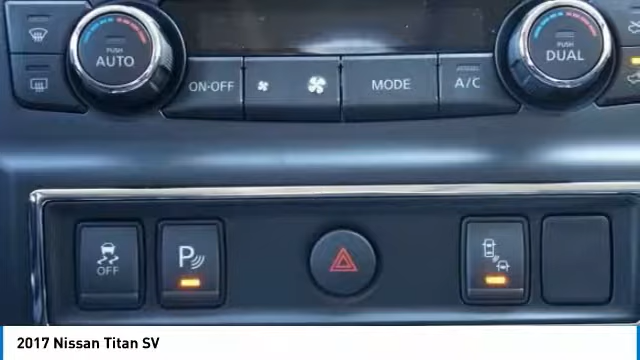 PUSH
AUTO
ON-OFF
MODE
A/C
PUSH
DUAL
OFF
P
2017 Nissan Titan SV